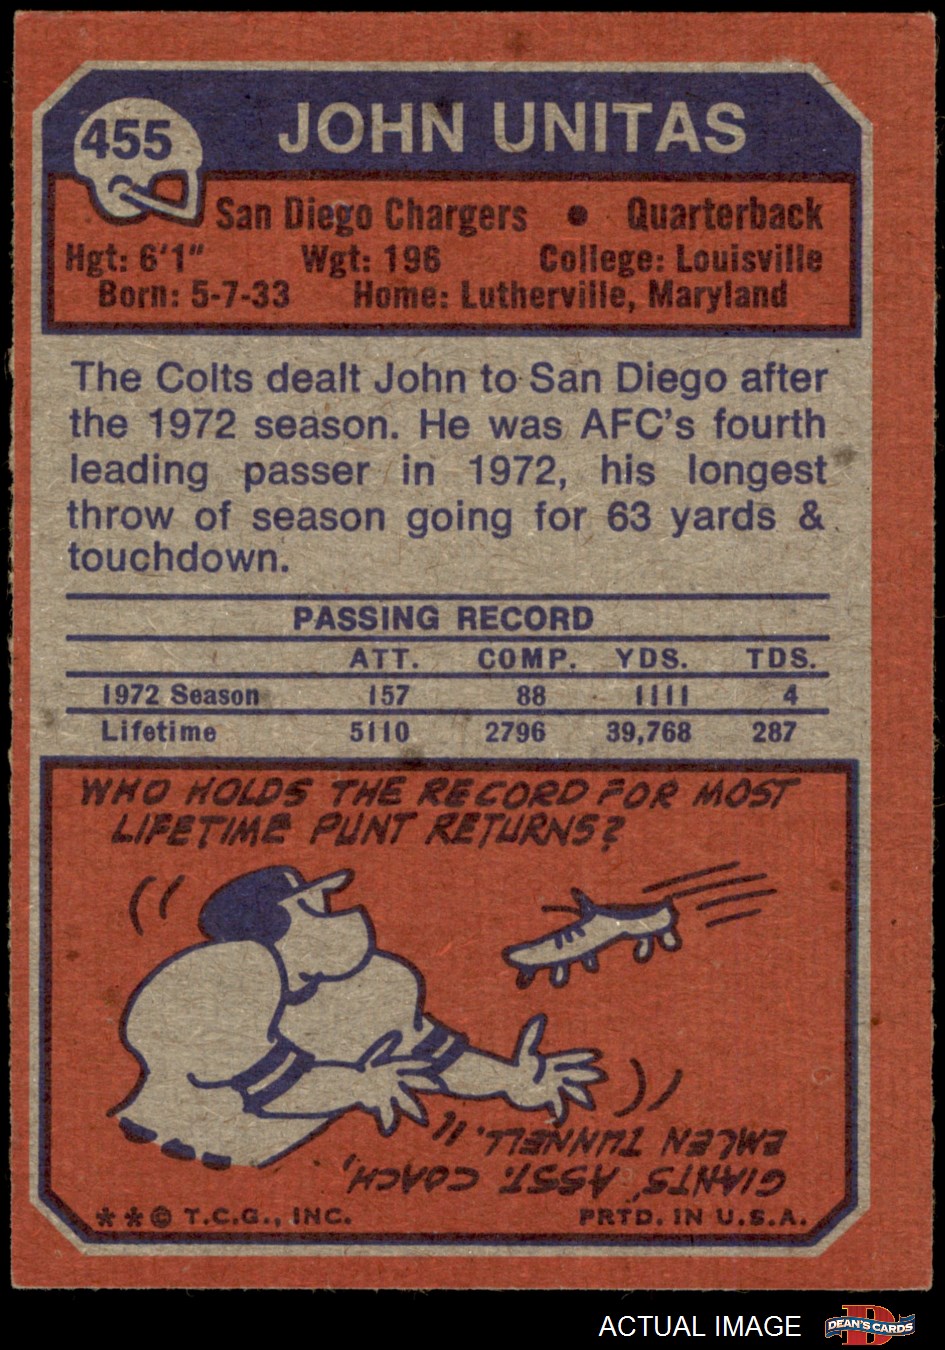 455
JOHN UNITAS
San Diego Chargers • Quarterback
Hgt: 6'1" Wgt: 196 College: Louisville
Born: 5-7-33 Home: Lutherville, Maryland
The Colts dealt John to San Diego after
the 1972 season. He was AFC's fourth
leading passer in 1972, his longest
throw of season going for 63 yards &
touchdown.
PASSING RECORD
ATT. COMP. YDS. TDS.
1972 Season 157 88 1111 4
Lifetime 5110 2796 39,768 287
WHO HOLDS THE RECORD FOR MOST
LIFETIME PUNT RETURNS?
GIANTS' ASST. COACH,
EMLEN TUNNELL.
**© T.C.G., INC. PRTD. IN U.S.A.
ACTUAL IMAGE DEAN'S CARDS